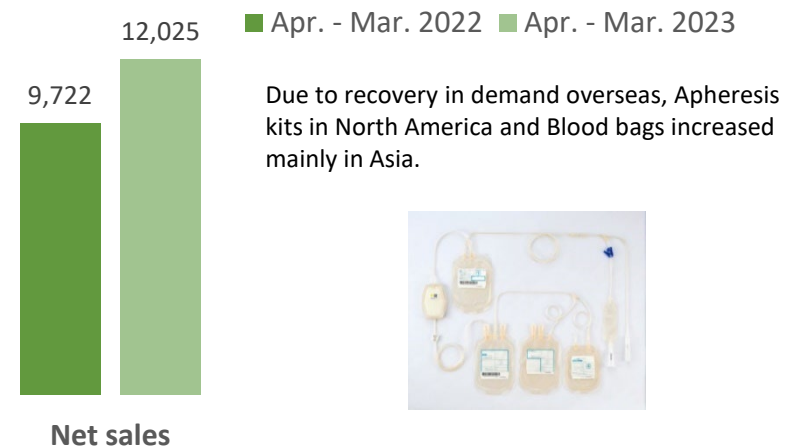 12,025
Apr. - Mar. 2022 Apr. - Mar. 2023
9,722
Due to recovery in demand overseas, Apheresis
kits in North America and Blood bags increased
mainly in Asia.
Net sales